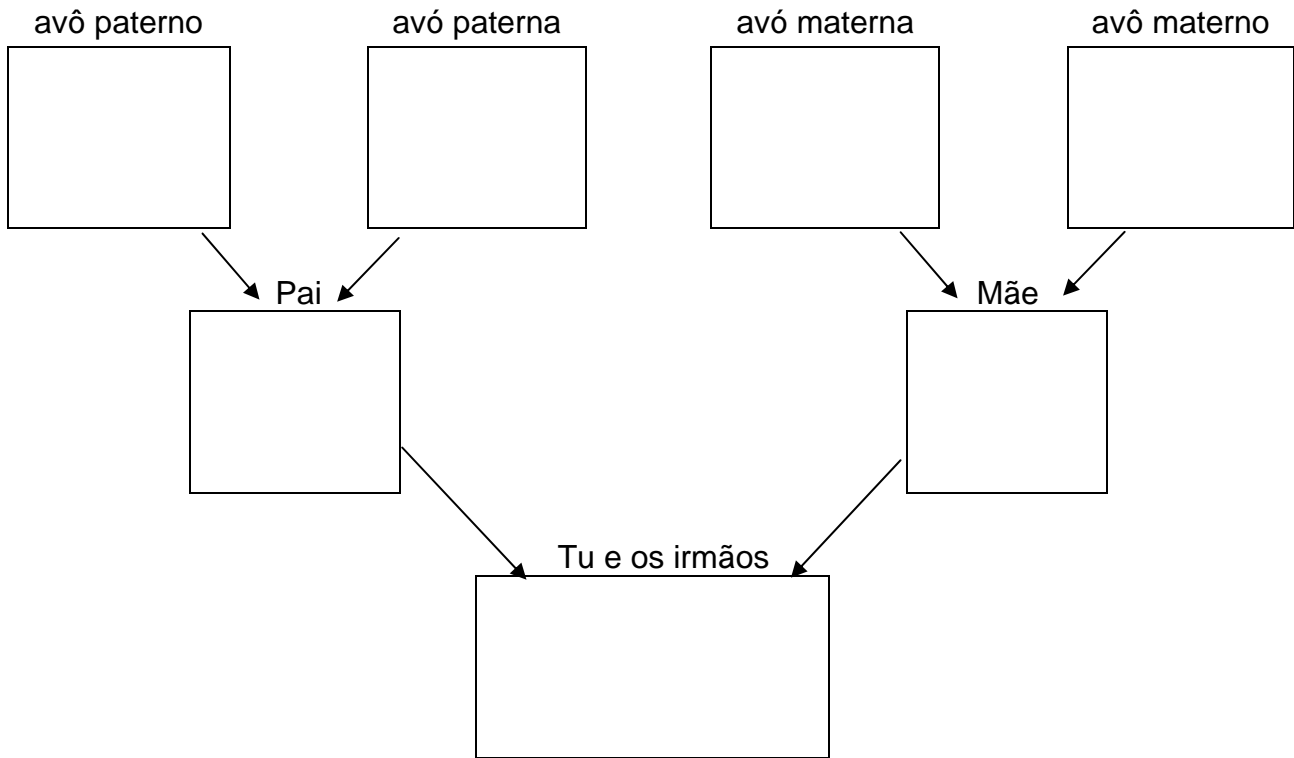 avô paterno avó paterna avó materna avô materno
Pai Mãe
Tu e os irmãos